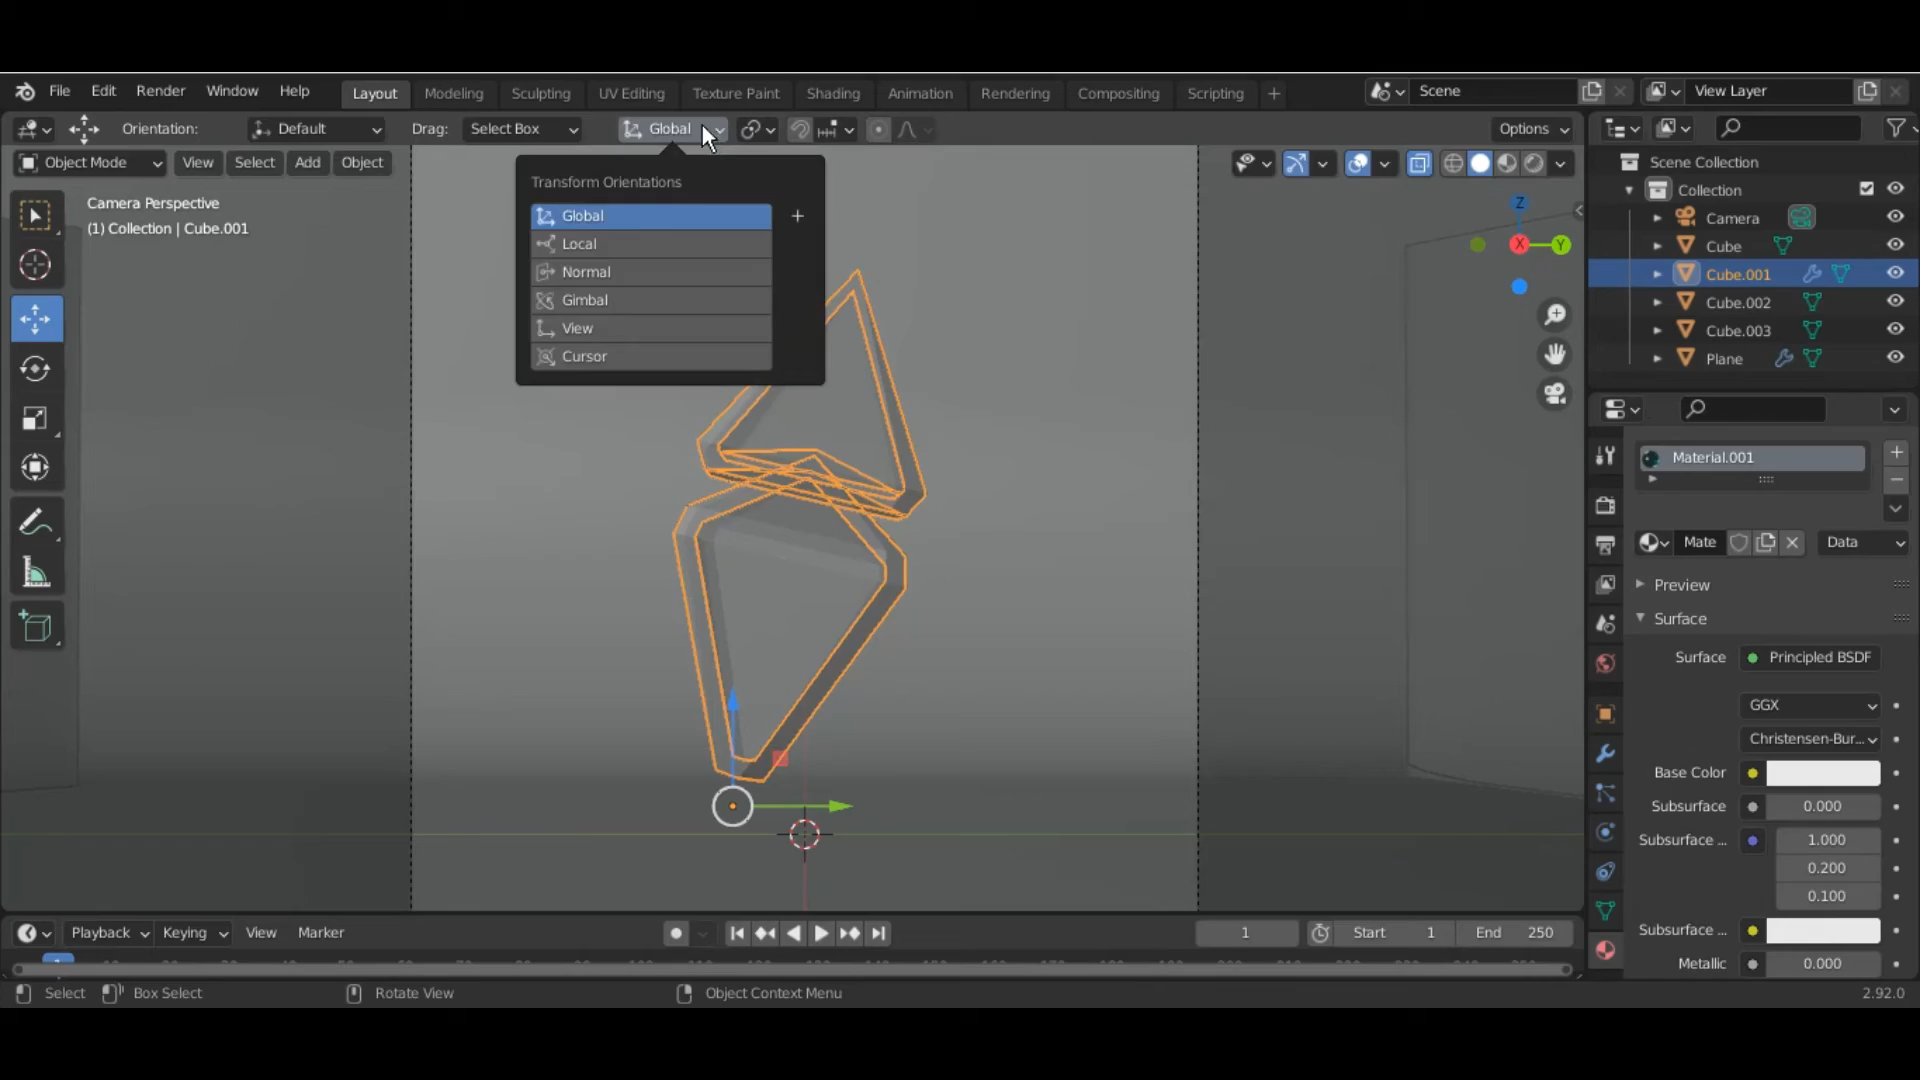 File Edit Render Window Help Layout Modeling Sculpting UV Editing Texture Paint Shading Animation Rendering Compositing Scripting + Scene View Layer
Orientation: Default Drag: Select Box Global Options
Object Mode View Select Add Object
Camera Perspective
(1) Collection | Cube.001
Transform Orientations
Global +
Local
Normal
Gimbal
View
Cursor
Z
X
Y
Scene Collection
Collection
Camera
Cube
Cube.001
Cube.002
Cube.003
Plane
Material.001
Mate Data
Preview
Surface
Surface Principled BSDF
GGX
Christensen-Bur...
Base Color
Subsurface 0.000
Subsurface ... 1.000
0.200
0.100
Subsurface ...
Metallic 0.000
Playback Keying View Marker 1 Start 1 End 250
Select Box Select Rotate View Object Context Menu 2.92.0